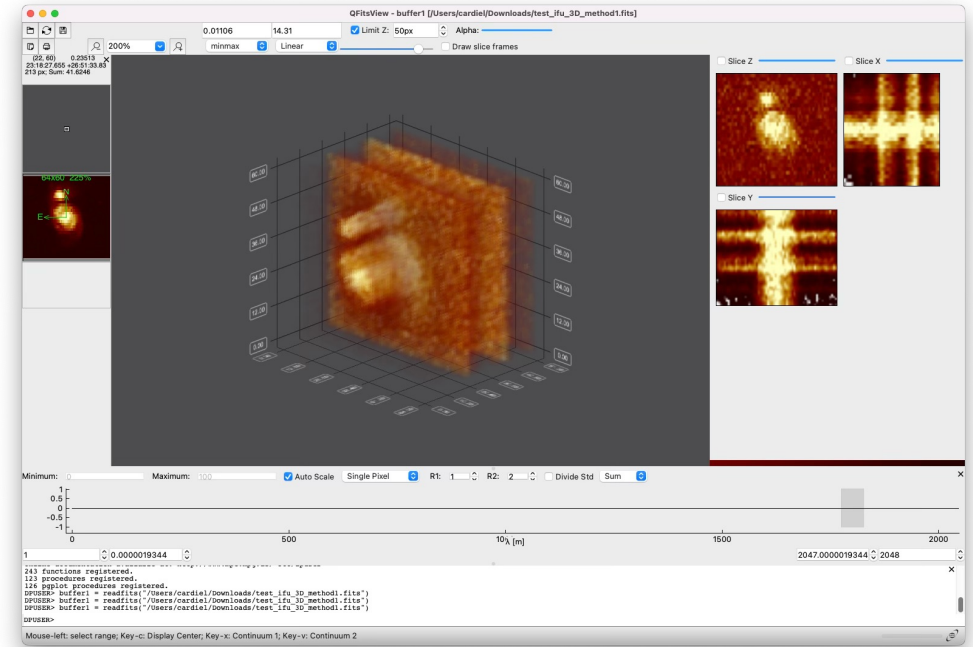 QFitsView - buffer1 [/Users/cardiel/Downloads/test_ifu_3D_method1.fits]
0.01106 14.31 Limit Z: 50px Alpha:
200% minmax Linear Draw slice frames
(22, 60) 0.23513
23:18:27.655 +26:51:33.83
213 px; Sum: 41.6246
64x60 225%
N
E
Slice Z Slice X
Slice Y
60.00 60.00
48.00 48.00
36.00 36.00
24.00 24.00
12.00 12.00
0.00 0.00
Minimum: 0 Maximum: 100 Auto Scale Single Pixel R1: 1 R2: 2 Divide Std Sum
1
0.5
0
-0.5
-1
0 500 λ [m] 1500 2000
1 0.0000019344 2047.0000019344 2048
243 functions registered.
123 procedures registered.
126 pgplot procedures registered.
DPUSER> buffer1 = readfits("/Users/cardiel/Downloads/test_ifu_3D_method1.fits")
DPUSER> buffer1 = readfits("/Users/cardiel/Downloads/test_ifu_3D_method1.fits")
DPUSER> buffer1 = readfits("/Users/cardiel/Downloads/test_ifu_3D_method1.fits")
DPUSER>
Mouse-left: select range; Key-c: Display Center; Key-x: Continuum 1; Key-v: Continuum 2